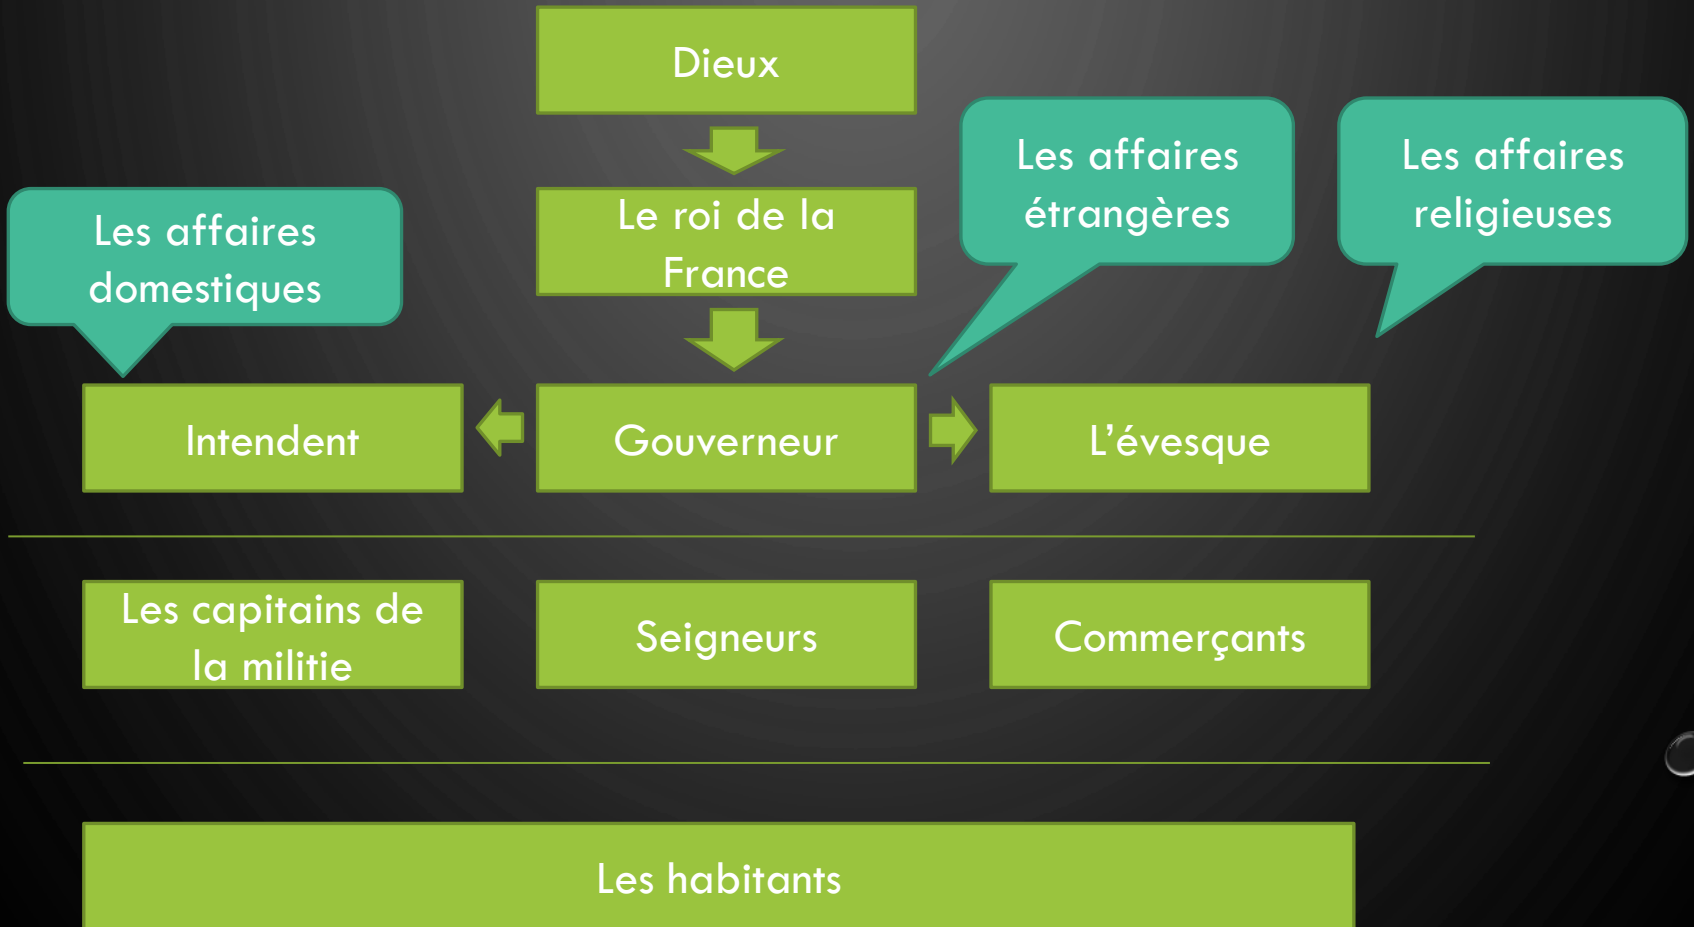 Dieux
Les affaires
étrangères
Les affaires
religieuses
Les affaires
domestiques
Le roi de la
France
Intendent
Gouverneur
L'évesque
Les capitains de
la militie
Seigneurs
Commerçants
Les habitants